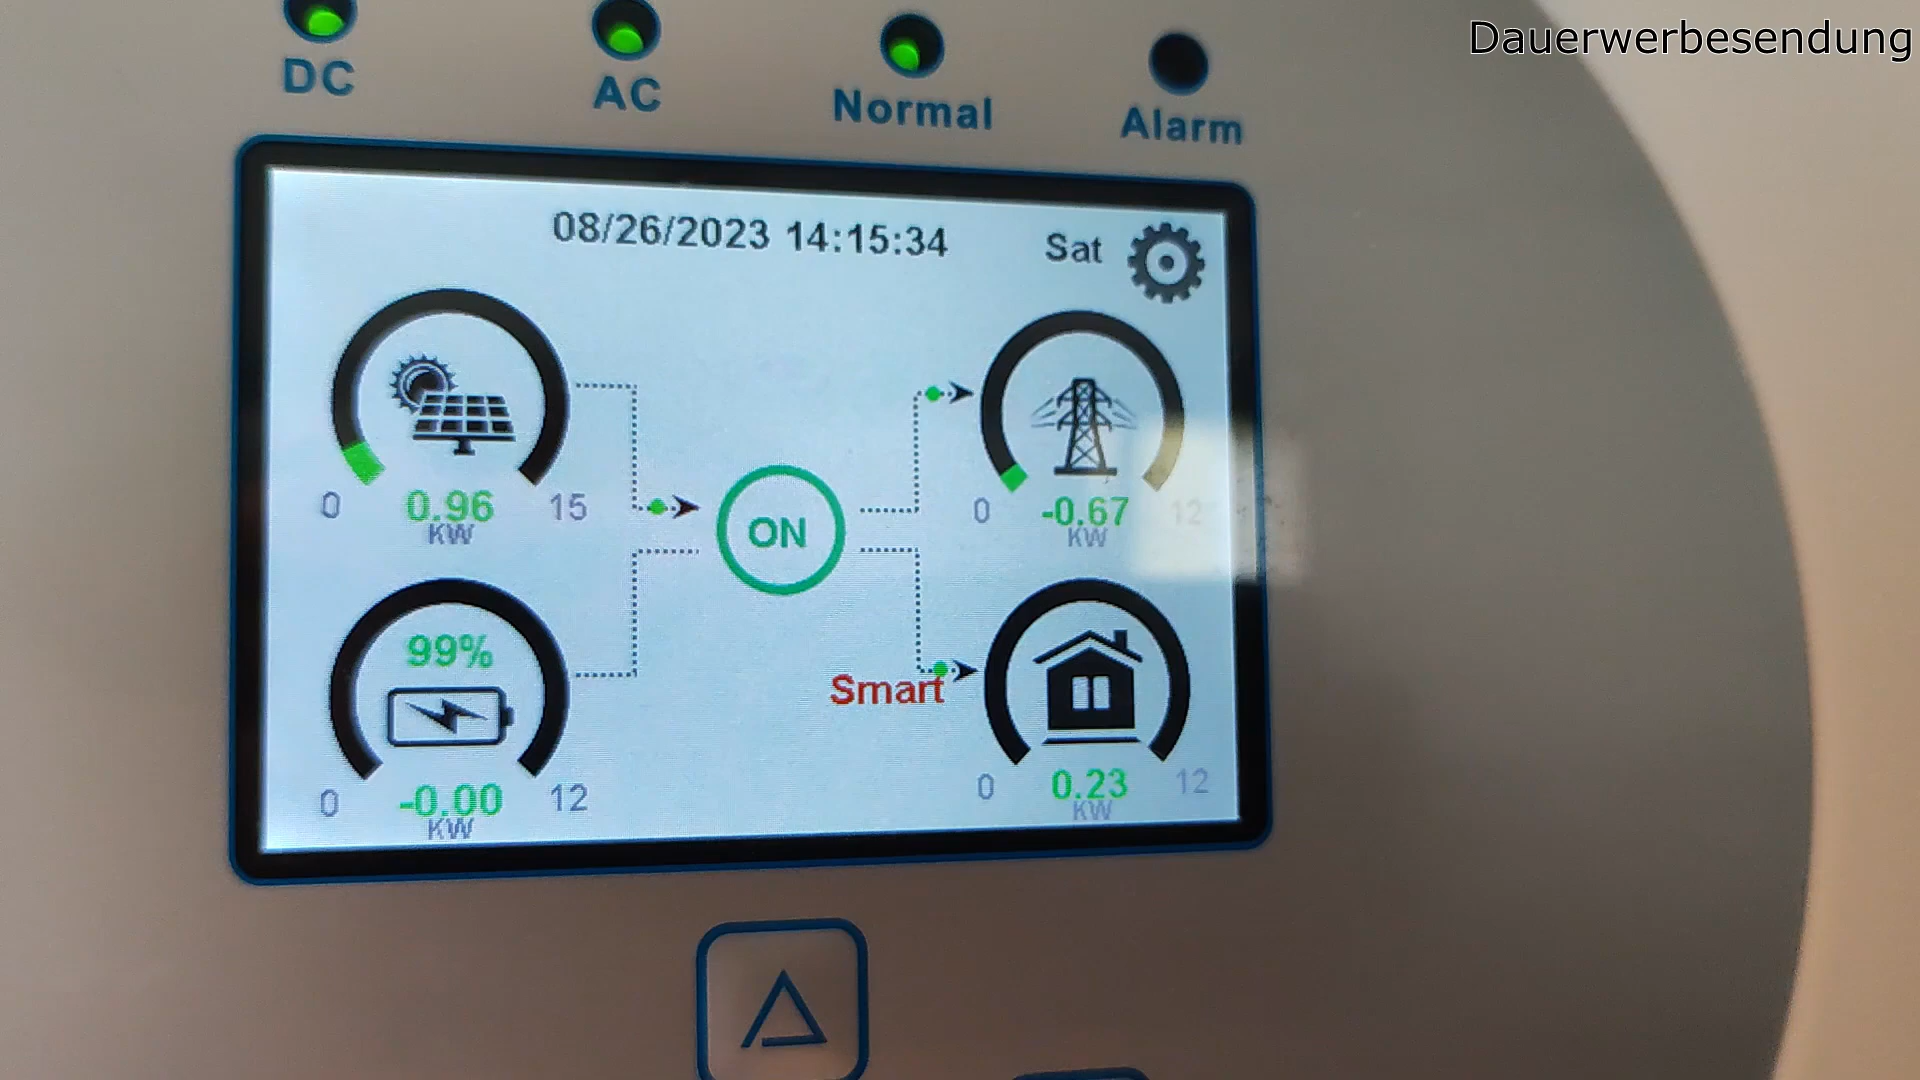 Dauerwerbesendung
DC AC Normal Alarm
08/26/2023 14:15:34 Sat
0 0.96 15
KW
0 -0.67 12
KW
ON
99%
Smart
0 -0.00 12
KW
0 0.23 12
KW